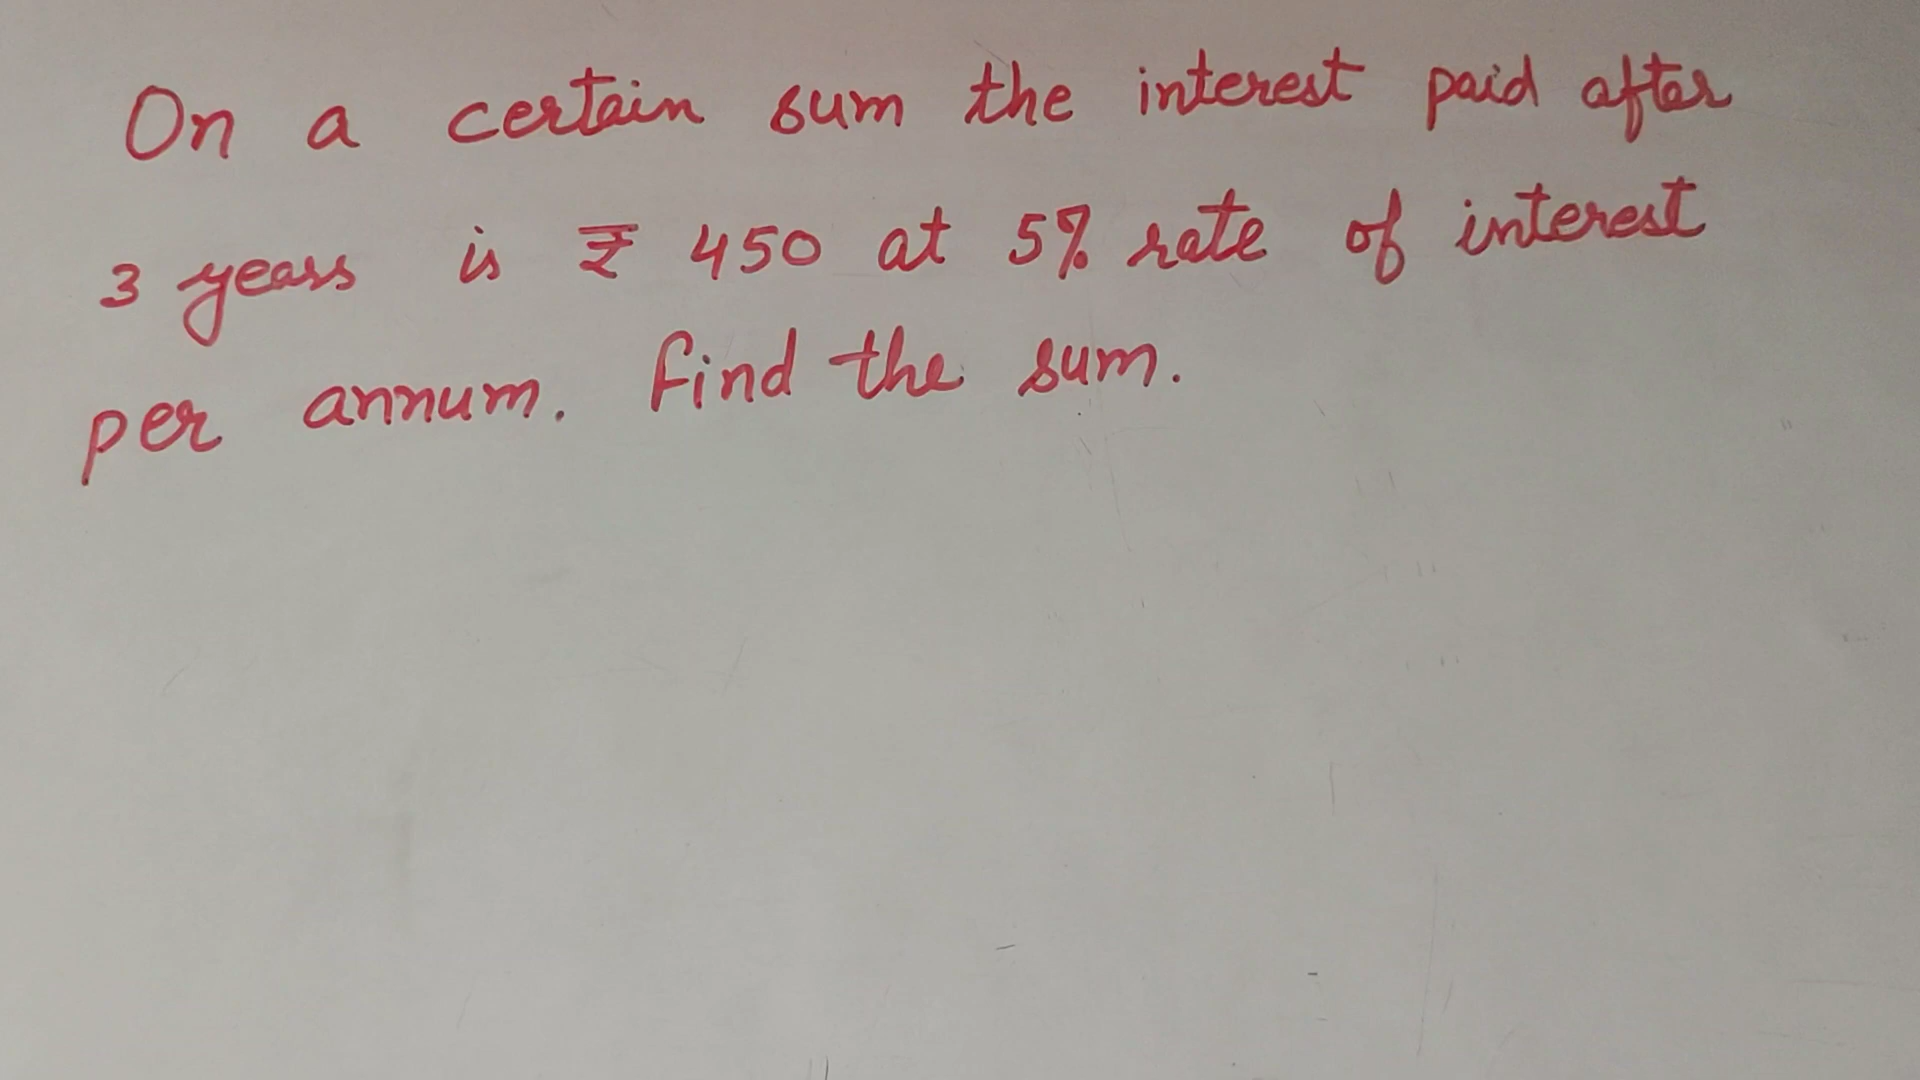 On a certain sum the interest paid after
3 years is ₹ 450 at 5% rate of interest
per annum. find the sum.